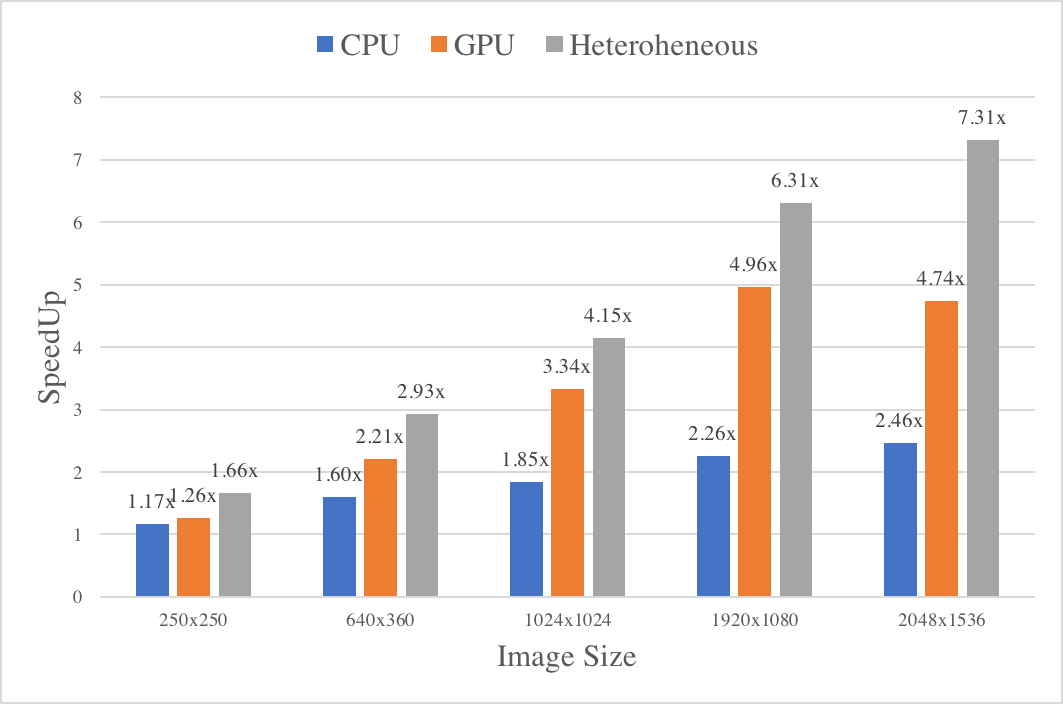 CPU GPU Heteroheneous
8
7.31x
7
6.31x
6
5
4.96x
4.74x
4
4.15x
3.34x
3
2.93x
2.21x
2.26x
2.46x
2
1.66x
1.60x
1.85x
1.17x 1.26x
1
0
SpeedUp
250x250 640x360 1024x1024 1920x1080 2048x1536
Image Size